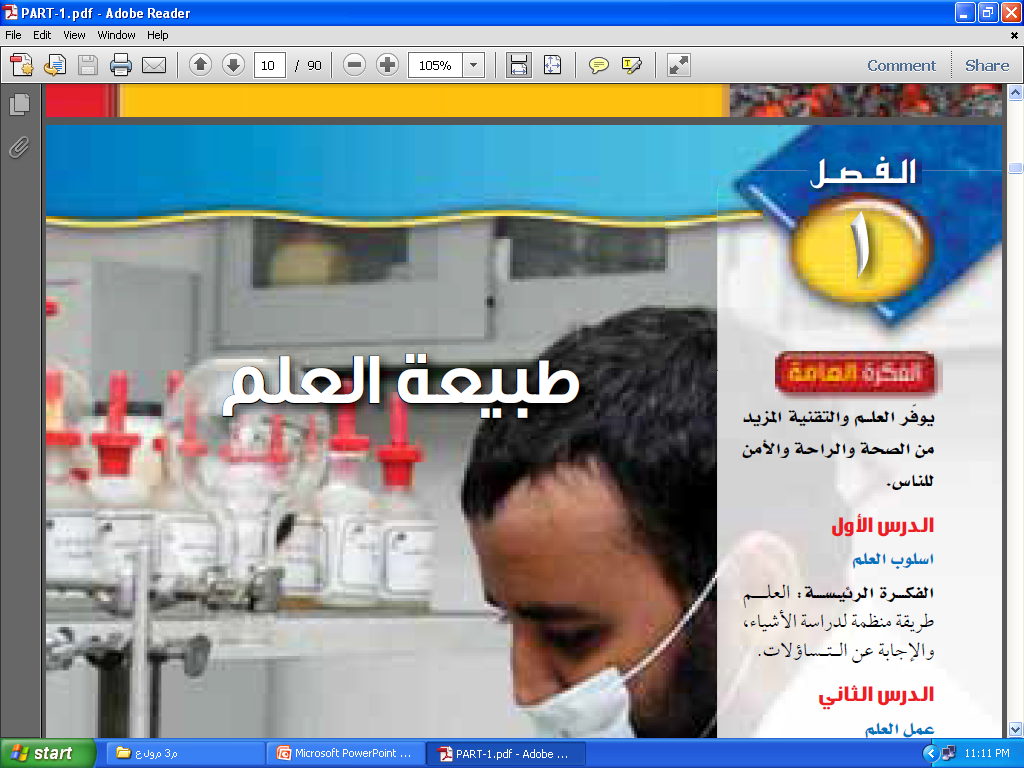 PART-1.pdf - Adobe Reader
File Edit View Window Help
10 / 90 105% Comment Share
الفصل
١
طبيعة العلم
الفكرة العامة
يوفّر العلم والتقنية المزيد
من الصحة والراحة والأمن
للناس.
الدرس الأول
اسلوب العلم
الفكرة الرئيسة: العلم
طريقة منظمة لدراسة الأشياء،
والإجابة عن التساؤلات.
الدرس الثاني
عمل العلم
start علوم 3م Microsoft PowerPoint ... PART-1.pdf - Adobe ... 11:11 PM